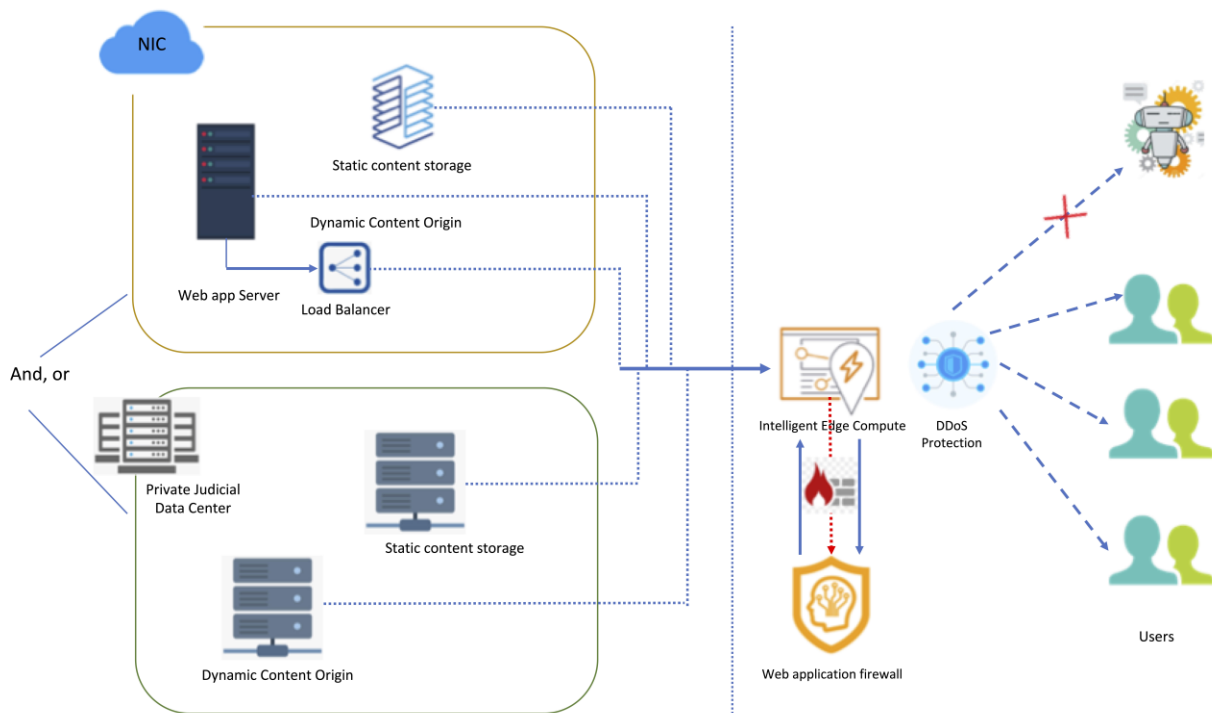 NIC
Static content storage
Dynamic Content Origin
Web app Server
Load Balancer
And, or
Private Judicial
Data Center
Static content storage
Dynamic Content Origin
Intelligent Edge Compute
DDoS
Protection
Web application firewall
Users